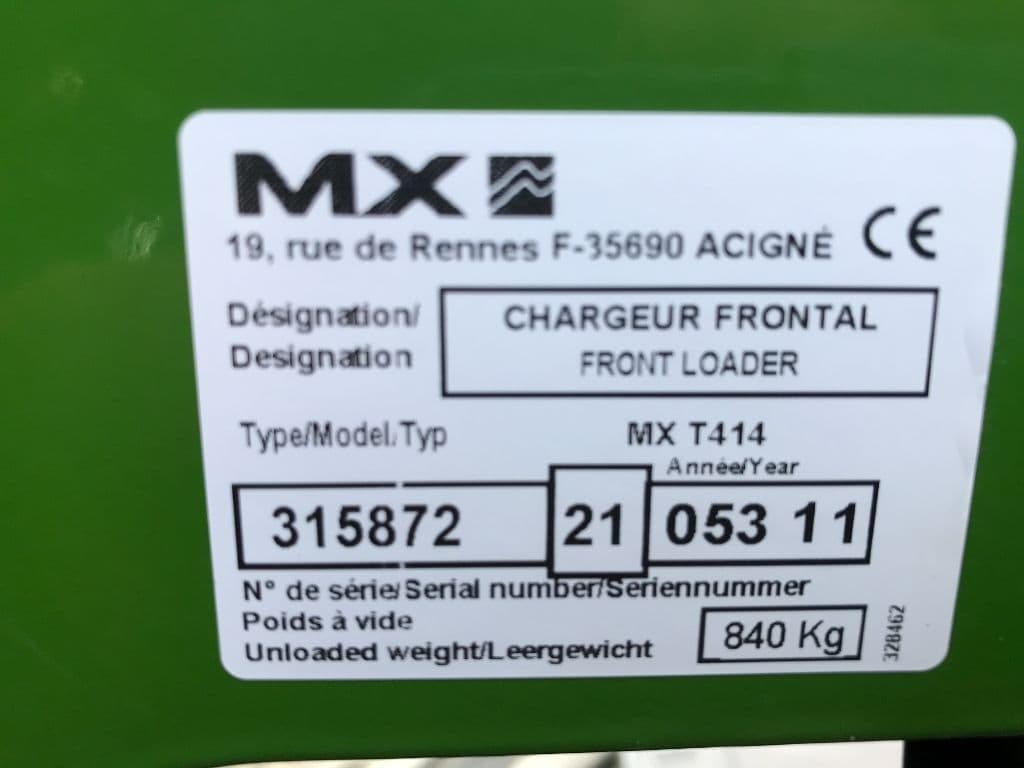 MX
19, rue de Rennes F-35690 ACIGNÉ CE
Désignation/
Designation
CHARGEUR FRONTAL
FRONT LOADER
Type/Model/Typ MX T414
Année/Year
315872 21 053 11
N° de série/Serial number/Seriennummer
Poids à vide
Unloaded weight/Leergewicht 840 Kg
328462